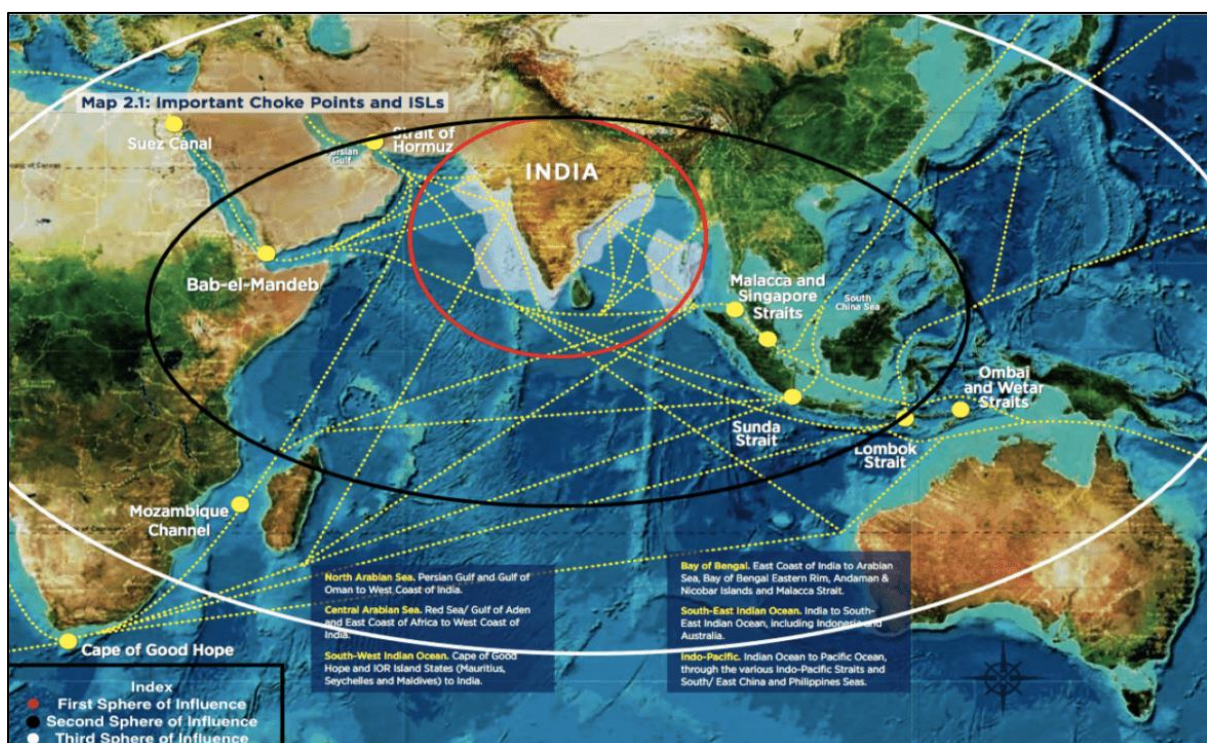 Map 2.1: Important Choke Points and ISLs
Suez Canal
Strait of
Hormuz
Gulf
INDIA
Bab-el-Mandeb
Malacca and
Singapore
Straits
South
China Sea
Ombai
and Wetar
Straits
Sunda
Strait
Lombok
Strait
Mozambique
Channel
Cape of Good Hope
North Arabian Sea. Persian Gulf and Gulf of
Oman to West Coast of India.
Central Arabian Sea. Red Sea/ Gulf of Aden
and East Coast of Africa to West Coast of
India.
South-West Indian Ocean. Cape of Good
Hope and IOR Island States (Mauritius,
Seychelles and Maldives) to India.
Bay of Bengal. East Coast of India to Arabian
Sea, Bay of Bengal Eastern Rim, Andaman &
Nicobar Islands and Malacca Strait.
South-East Indian Ocean. India to South-
East Indian Ocean, including Indonesia and
Australia.
Indo-Pacific. Indian Ocean to Pacific Ocean,
through the various Indo-Pacific Straits and
South/ East China and Philippines Seas.
Index
First Sphere of Influence
Second Sphere of Influence
Third Sphere of Influence